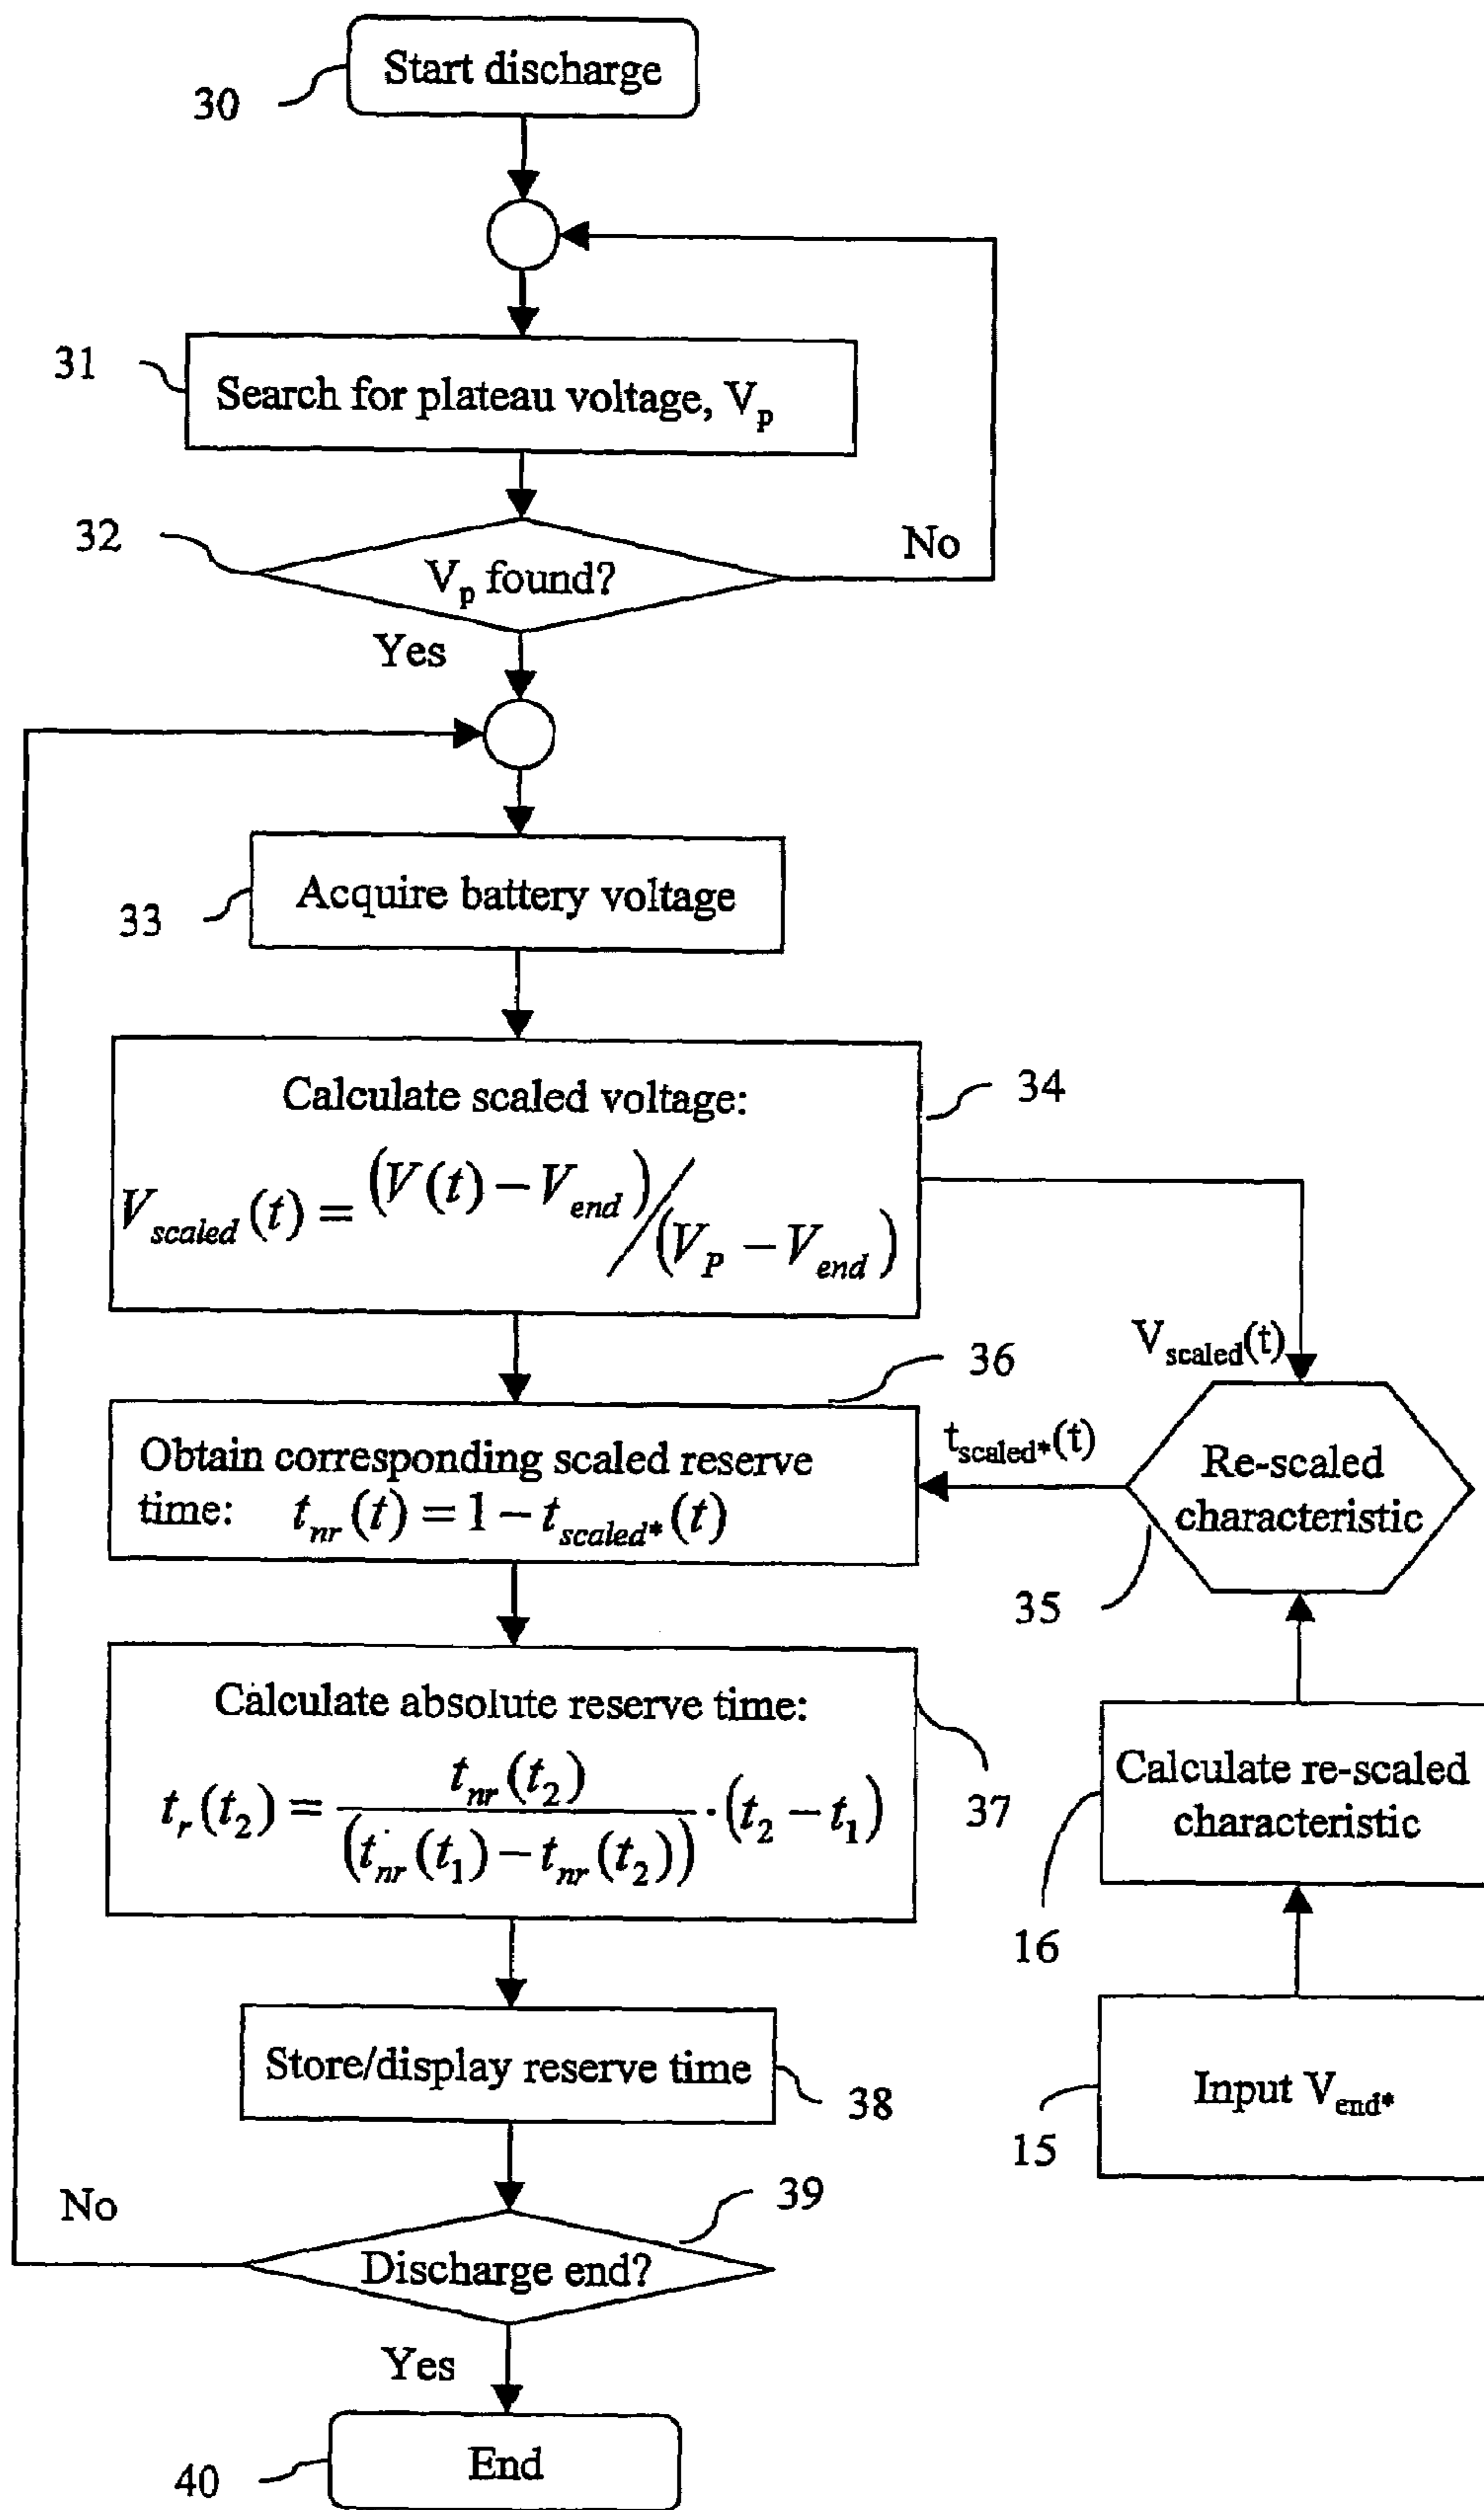 Start discharge
30
31
Search for plateau voltage, V_p
32
V_p found?
No
Yes
33
Acquire battery voltage
34
Calculate scaled voltage:
V_scaled (t) = (V(t) − V_end) / (V_P − V_end)
V_scaled(t)
36
Obtain corresponding scaled reserve
time: t_nr (t) = 1 − t_scaled* (t)
t_scaled*(t)
Re-scaled
characteristic
35
Calculate absolute reserve time:
t_r (t_2) = t_nr (t_2) / (t_nr (t_1) − t_nr (t_2)) · (t_2 − t_1)
37
Calculate re-scaled
characteristic
16
Store/display reserve time
38
Input V_end*
15
39
No
Discharge end?
Yes
End
40